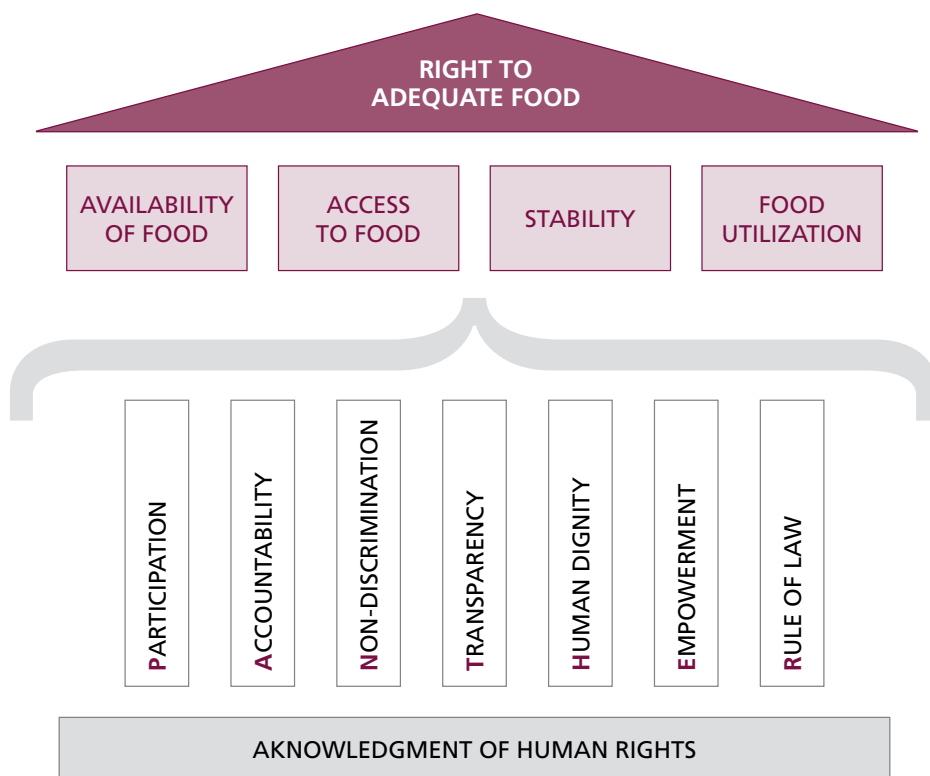 RIGHT TO
ADEQUATE FOOD
AVAILABILITY
OF FOOD
ACCESS
TO FOOD
STABILITY
FOOD
UTILIZATION
PARTICIPATION
ACCOUNTABILITY
NON-DISCRIMINATION
TRANSPARENCY
HUMAN DIGNITY
EMPOWERMENT
RULE OF LAW
AKNOWLEDGMENT OF HUMAN RIGHTS